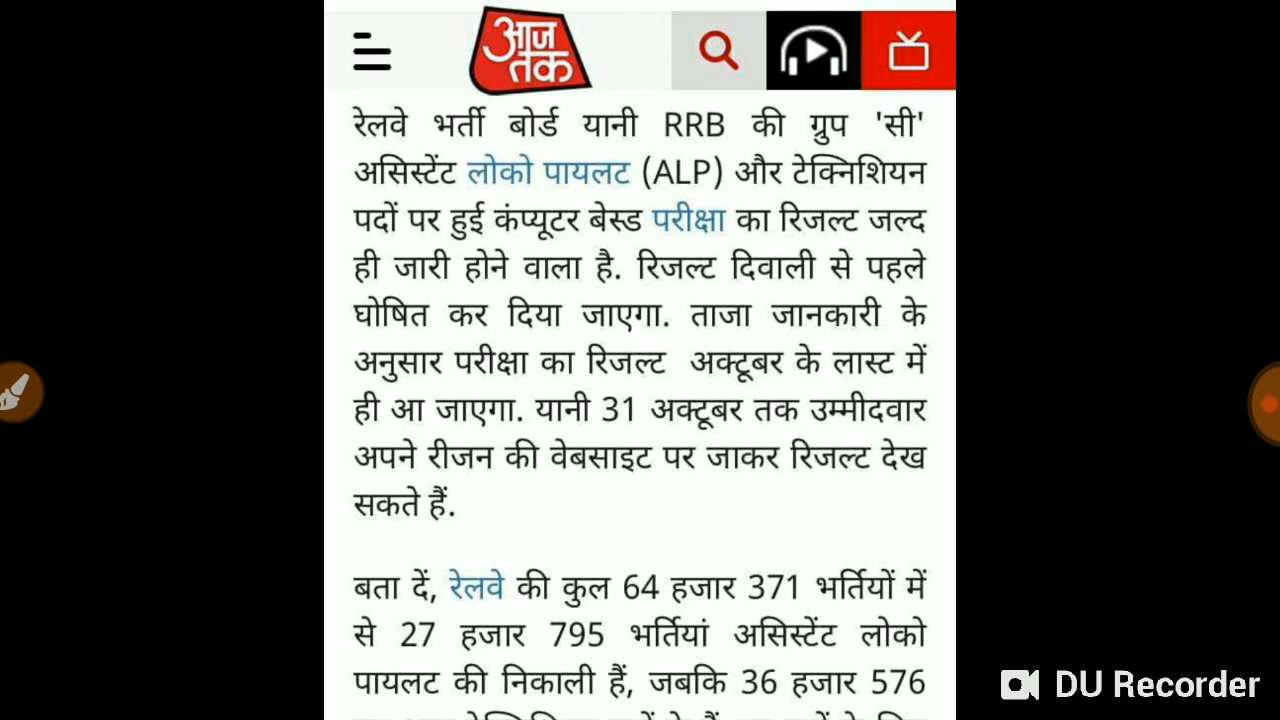 आज
तक
रेलवे भर्ती बोर्ड यानी RRB की ग्रुप 'सी'
असिस्टेंट लोको पायलट (ALP) और टेक्निशियन
पदों पर हुई कंप्यूटर बेस्ड परीक्षा का रिजल्ट जल्द
ही जारी होने वाला है. रिजल्ट दिवाली से पहले
घोषित कर दिया जाएगा. ताजा जानकारी के
अनुसार परीक्षा का रिजल्ट अक्टूबर के लास्ट में
ही आ जाएगा. यानी 31 अक्टूबर तक उम्मीदवार
अपने रीजन की वेबसाइट पर जाकर रिजल्ट देख
सकते हैं.
बता दें, रेलवे की कुल 64 हजार 371 भर्तियों में
से 27 हजार 795 भर्तियां असिस्टेंट लोको
पायलट की निकाली हैं, जबकि 36 हजार 576
DU Recorder